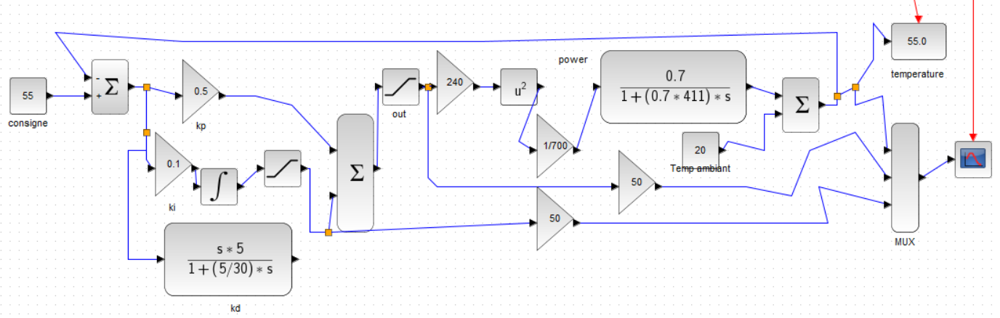 55
consigne
-
+
Σ
0.5
kp
0.1
ki
∫
s * 5
1 + (5/30) * s
kd
Σ
out
240
u²
1/700
power
0.7
1 + (0.7 * 411) * s
20
Temp ambiant
50
50
Σ
55.0
temperature
MUX